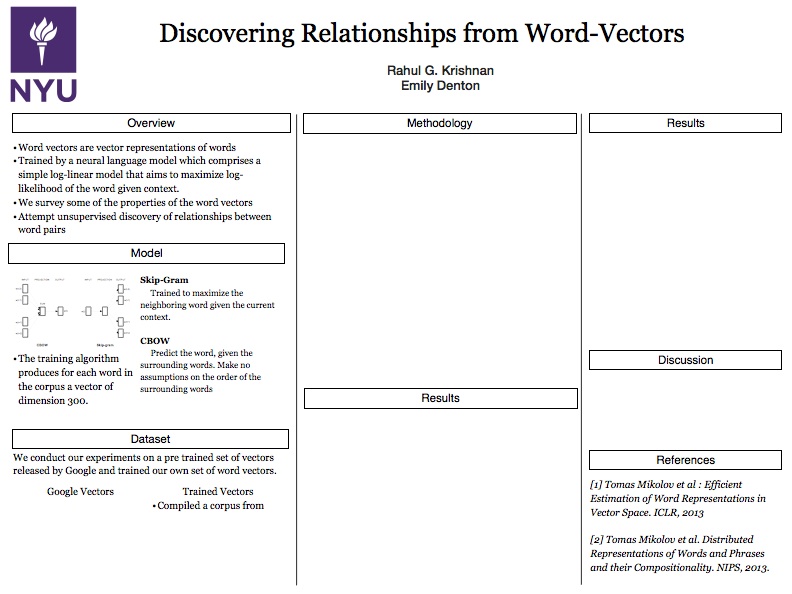 NYU
Discovering Relationships from Word-Vectors
Rahul G. Krishnan
Emily Denton
Overview
• Word vectors are vector representations of words
• Trained by a neural language model which comprises a
simple log-linear model that aims to maximize log-
likelihood of the word given context.
• We survey some of the properties of the word vectors
• Attempt unsupervised discovery of relationships between
word pairs
Model
CBOW
Skip-gram
• The training algorithm
produces for each word in
the corpus a vector of
dimension 300.
Skip-Gram
Trained to maximize the
neighboring word given the current
context.
CBOW
Predict the word, given the
surrounding words. Make no
assumptions on the order of the
surrounding words
Dataset
We conduct our experiments on a pre trained set of vectors
released by Google and trained our own set of word vectors.
Google Vectors
Trained Vectors
• Compiled a corpus from
Methodology
Results
Results
Discussion
References
[1] Tomas Mikolov et al : Efficient
Estimation of Word Representations in
Vector Space. ICLR, 2013
[2] Tomas Mikolov et al. Distributed
Representations of Words and Phrases
and their Compositionality. NIPS, 2013.